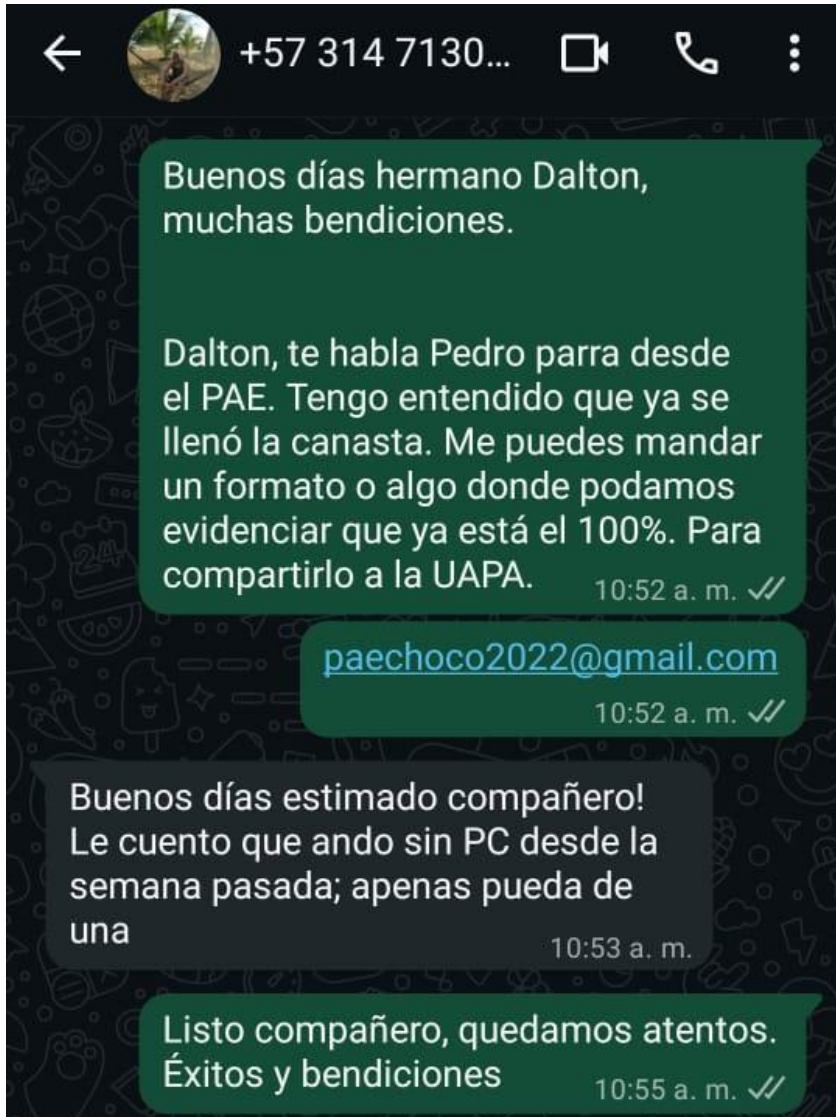 +57 314 7130...
Buenos días hermano Dalton,
muchas bendiciones.
Dalton, te habla Pedro parra desde
el PAE. Tengo entendido que ya se
llenó la canasta. Me puedes mandar
un formato o algo donde podamos
evidenciar que ya está el 100%. Para
compartirlo a la UAPA.
10:52 a. m.
paechoco2022@gmail.com
10:52 a. m.
Buenos días estimado compañero!
Le cuento que ando sin PC desde la
semana pasada; apenas pueda de
una
10:53 a. m.
Listo compañero, quedamos atentos.
Éxitos y bendiciones
10:55 a. m.